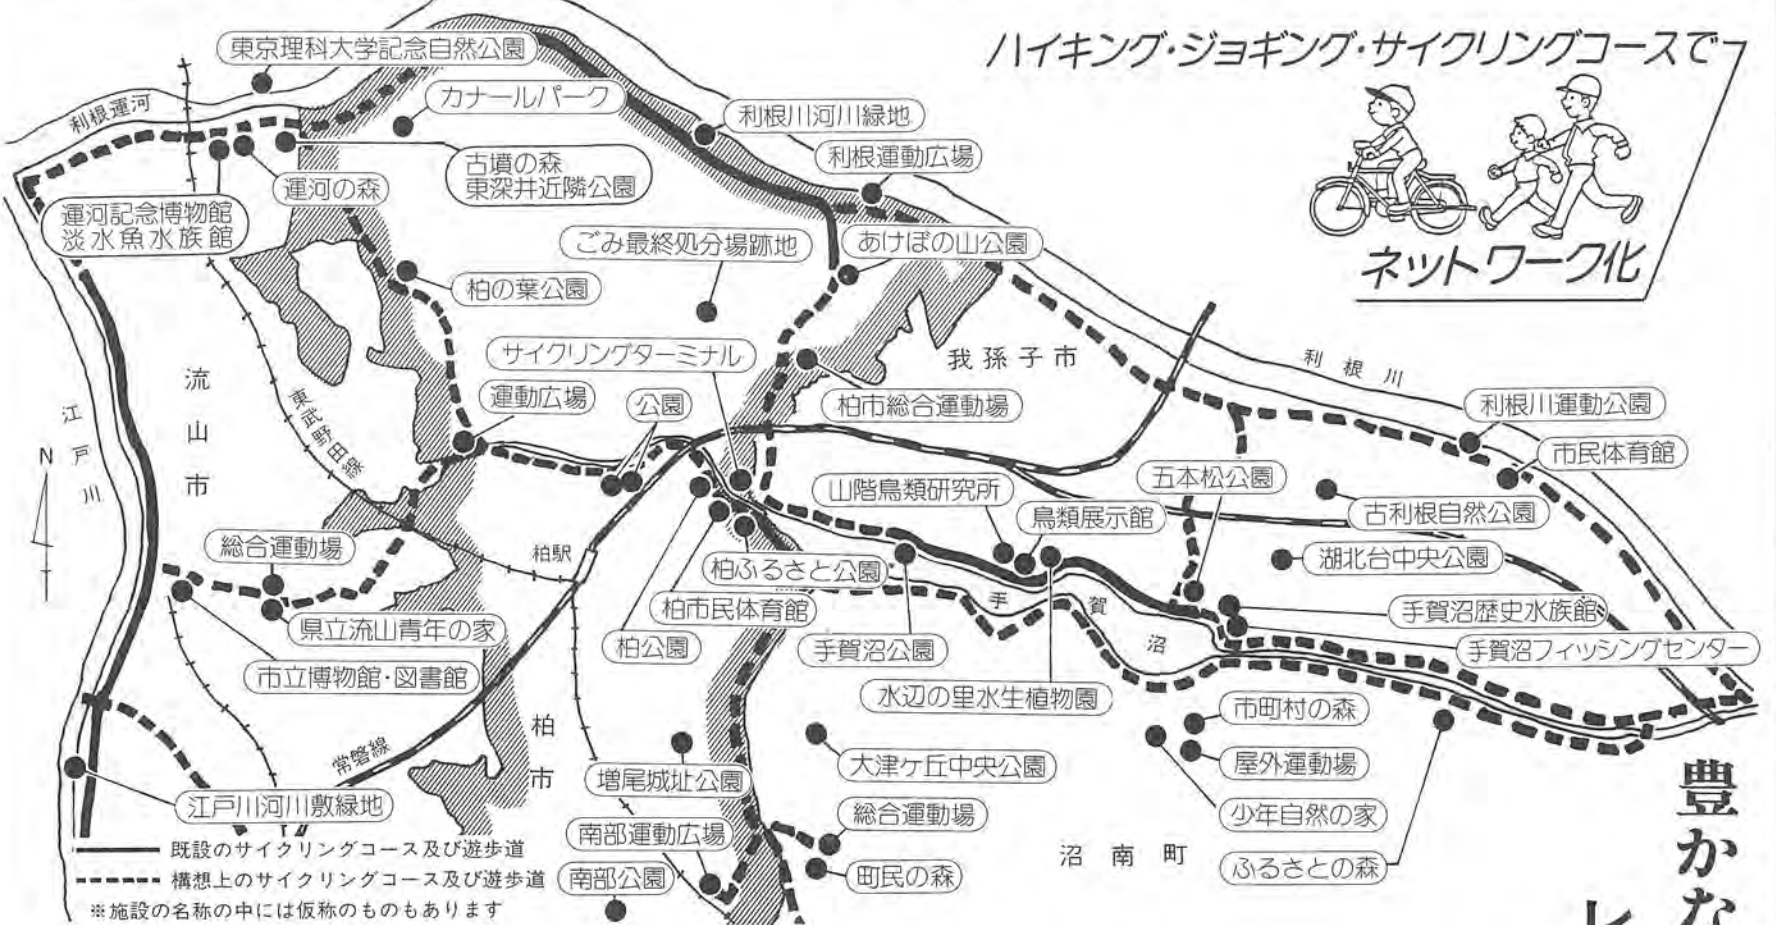 ハイキング・ジョギング・サイクリングコースで
ネットワーク化
東京理科大学記念自然公園
利根運河
カナールパーク
利根川河川緑地
利根運動広場
古墳の森
東深井近隣公園
運河の森
運河記念博物館
淡水魚水族館
ごみ最終処分場跡地
あけぼの山公園
柏の葉公園
サイクリングターミナル
我孫子市
利根川
流山市
江戸川
N
東武野田線
運動広場
公園
柏市総合運動場
利根川運動公園
市民体育館
五本松公園
山階鳥類研究所
鳥類展示館
古利根自然公園
総合運動場
柏駅
柏ふるさと公園
湖北台中央公園
手賀沼
柏市民体育館
手賀沼歴史水族館
県立流山青年の家
柏公園
手賀沼公園
手賀沼フィッシングセンター
市立博物館・図書館
水辺の里水生植物園
市町村の森
柏市
常磐線
大津ヶ丘中央公園
屋外運動場
増尾城址公園
江戸川河川敷緑地
総合運動場
少年自然の家
南部運動広場
沼南町
ふるさとの森
南部公園
町民の森
既設のサイクリングコース及び遊歩道
構想上のサイクリングコース及び遊歩道
※施設の名称の中には仮称のものもあります
豊かな
レ